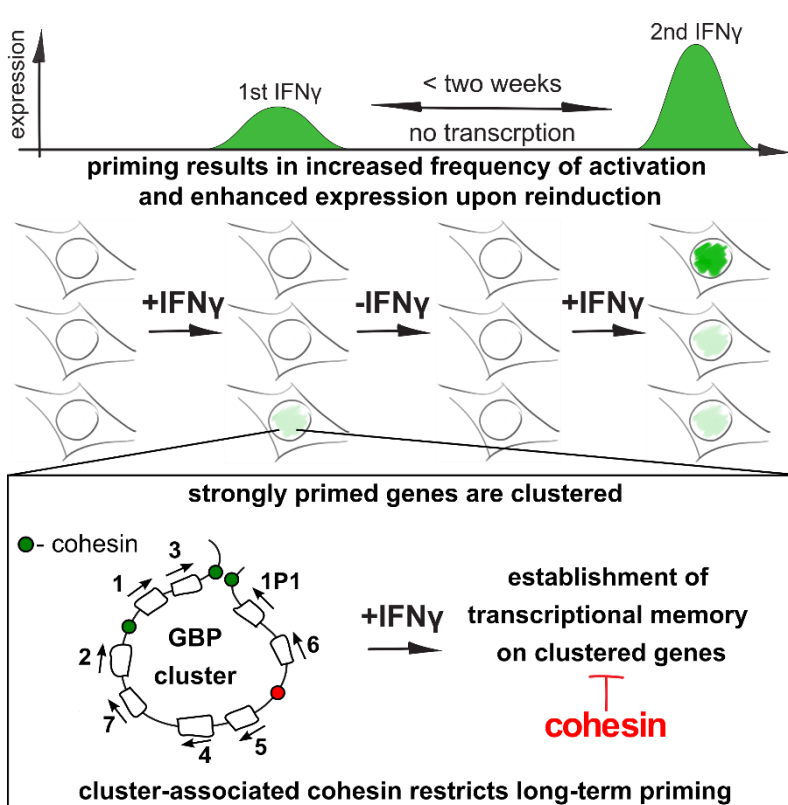 expression
1st IFNγ
< two weeks
no transcrption
2nd IFNγ
priming results in increased frequency of activation
and enhanced expression upon reinduction
+IFNγ
-IFNγ
+IFNγ
strongly primed genes are clustered
- cohesin
3
1
1P1
GBP
cluster
2
6
7
4
5
+IFNγ
establishment of
transcriptional memory
on clustered genes
cohesin
cluster-associated cohesin restricts long-term priming